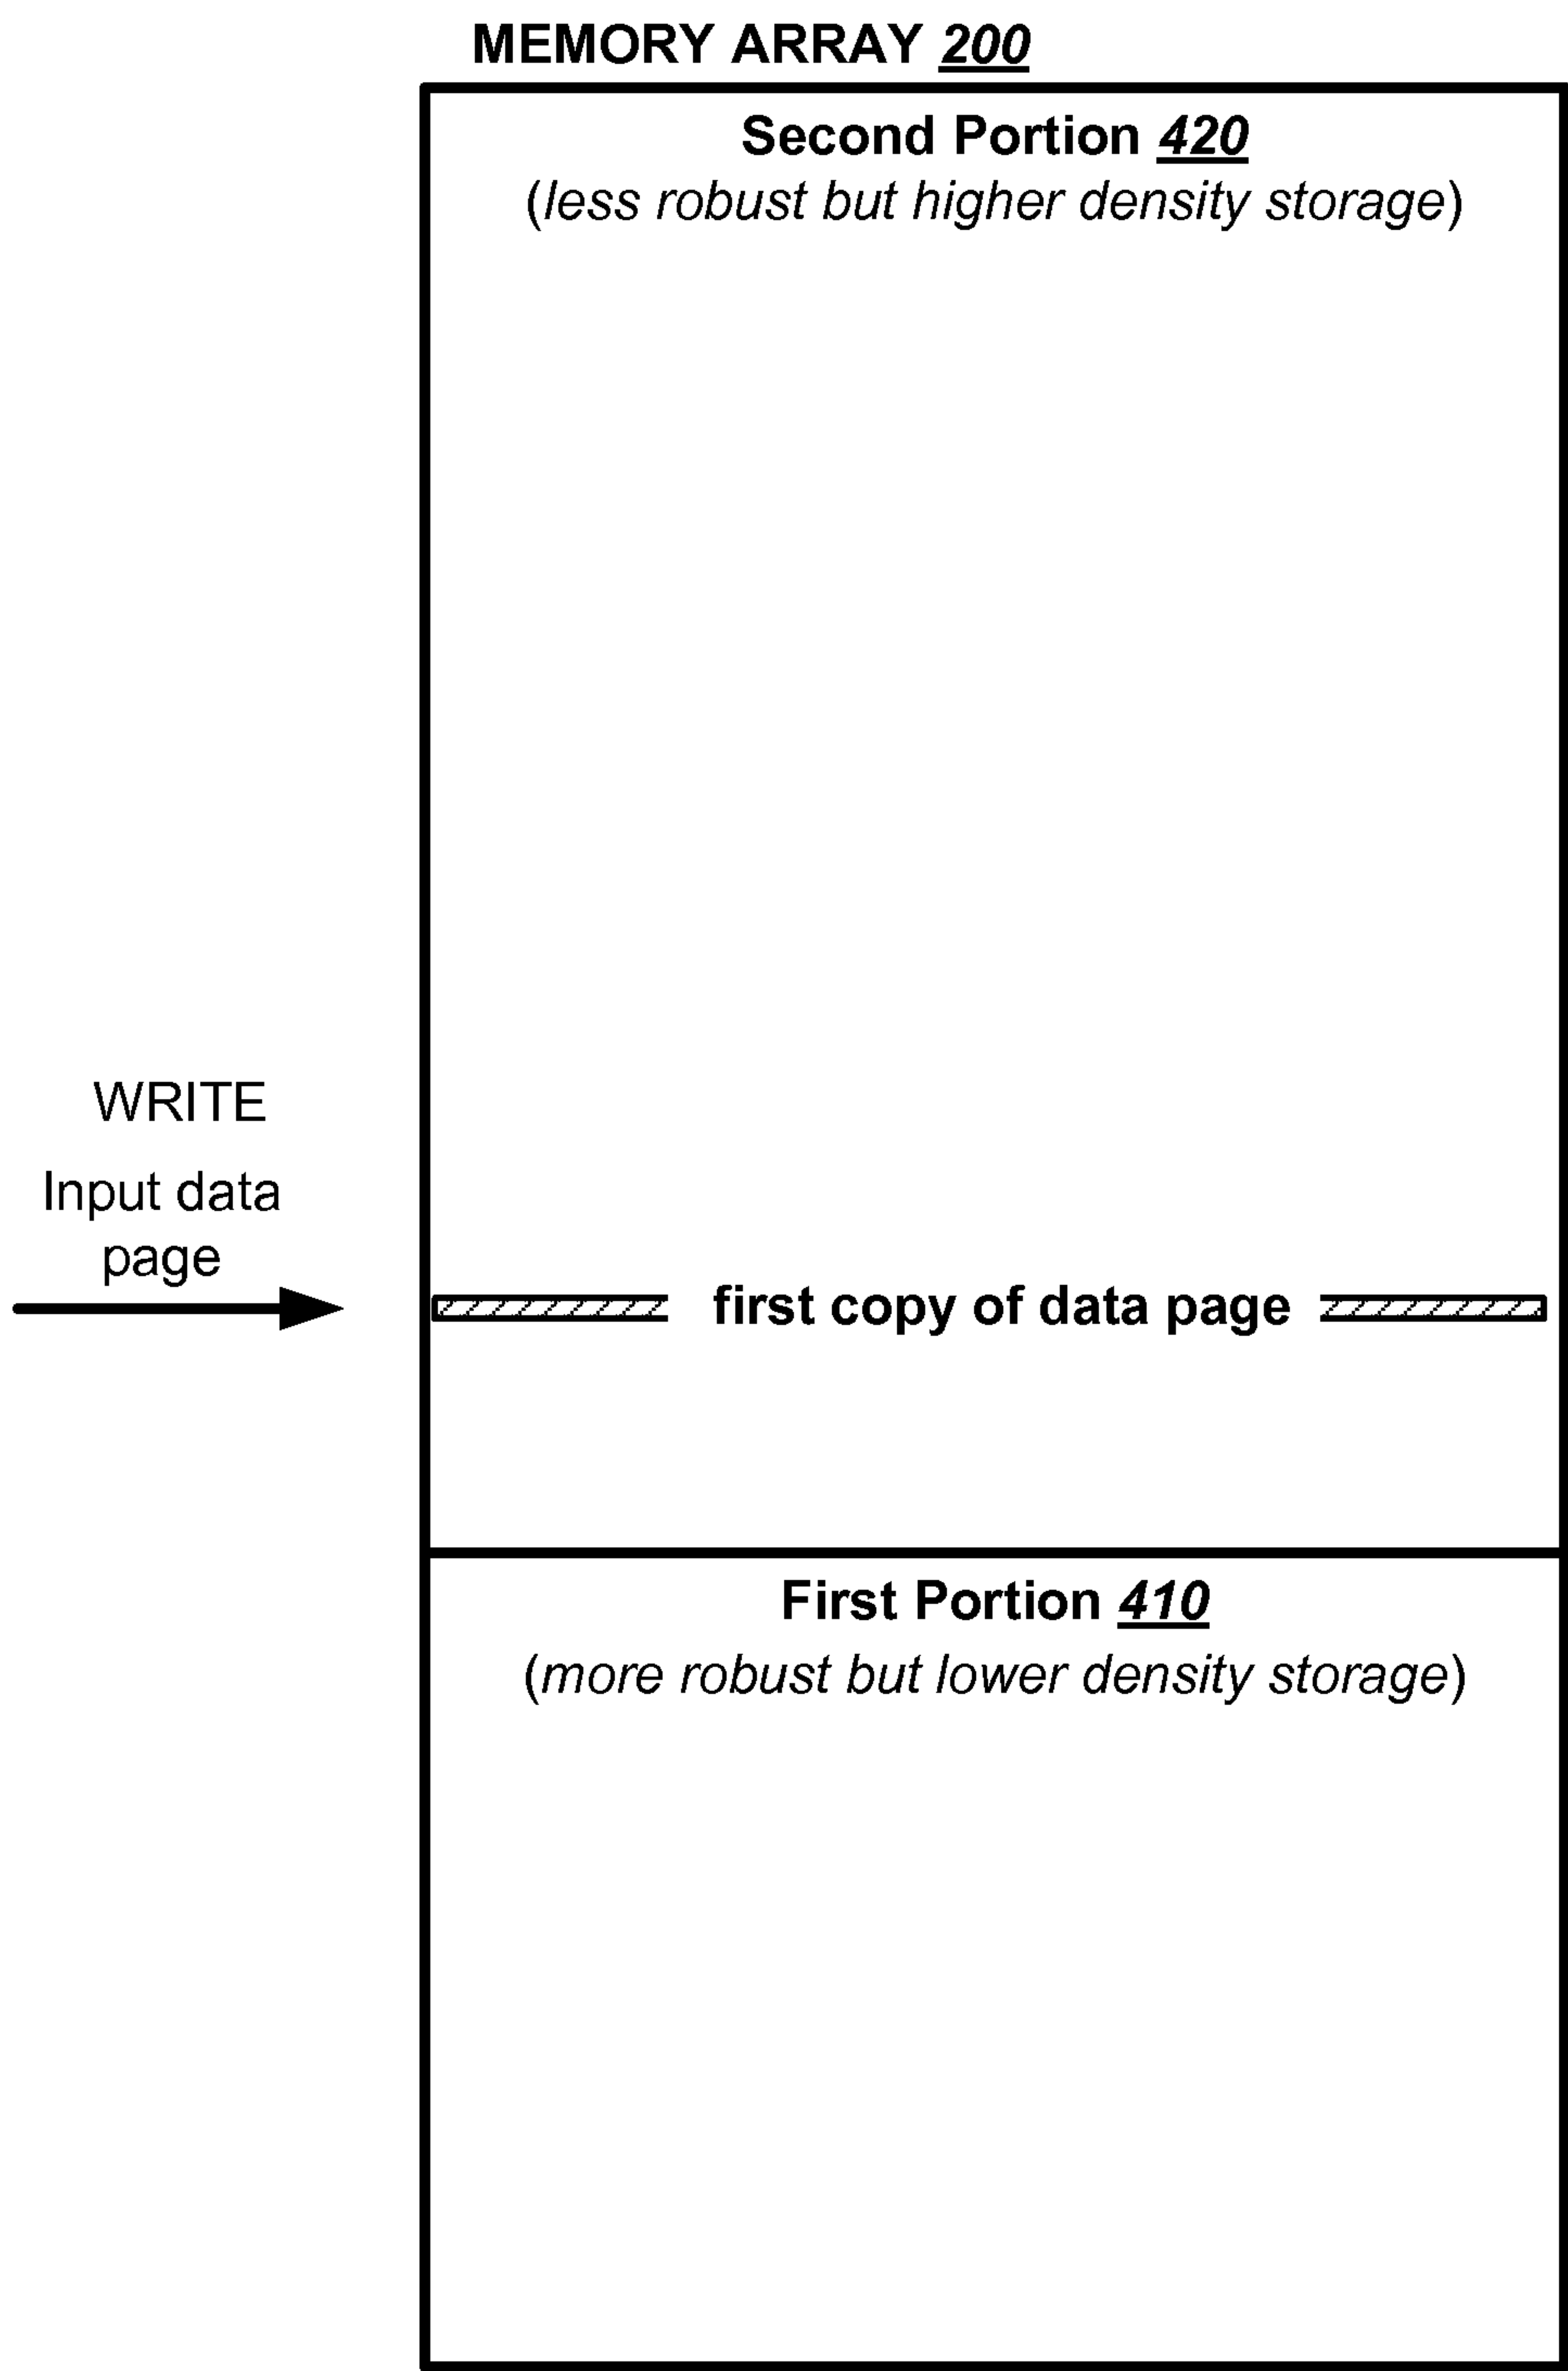 MEMORY ARRAY 200
Second Portion 420
(less robust but higher density storage)
WRITE
Input data
page
first copy of data page
First Portion 410
(more robust but lower density storage)